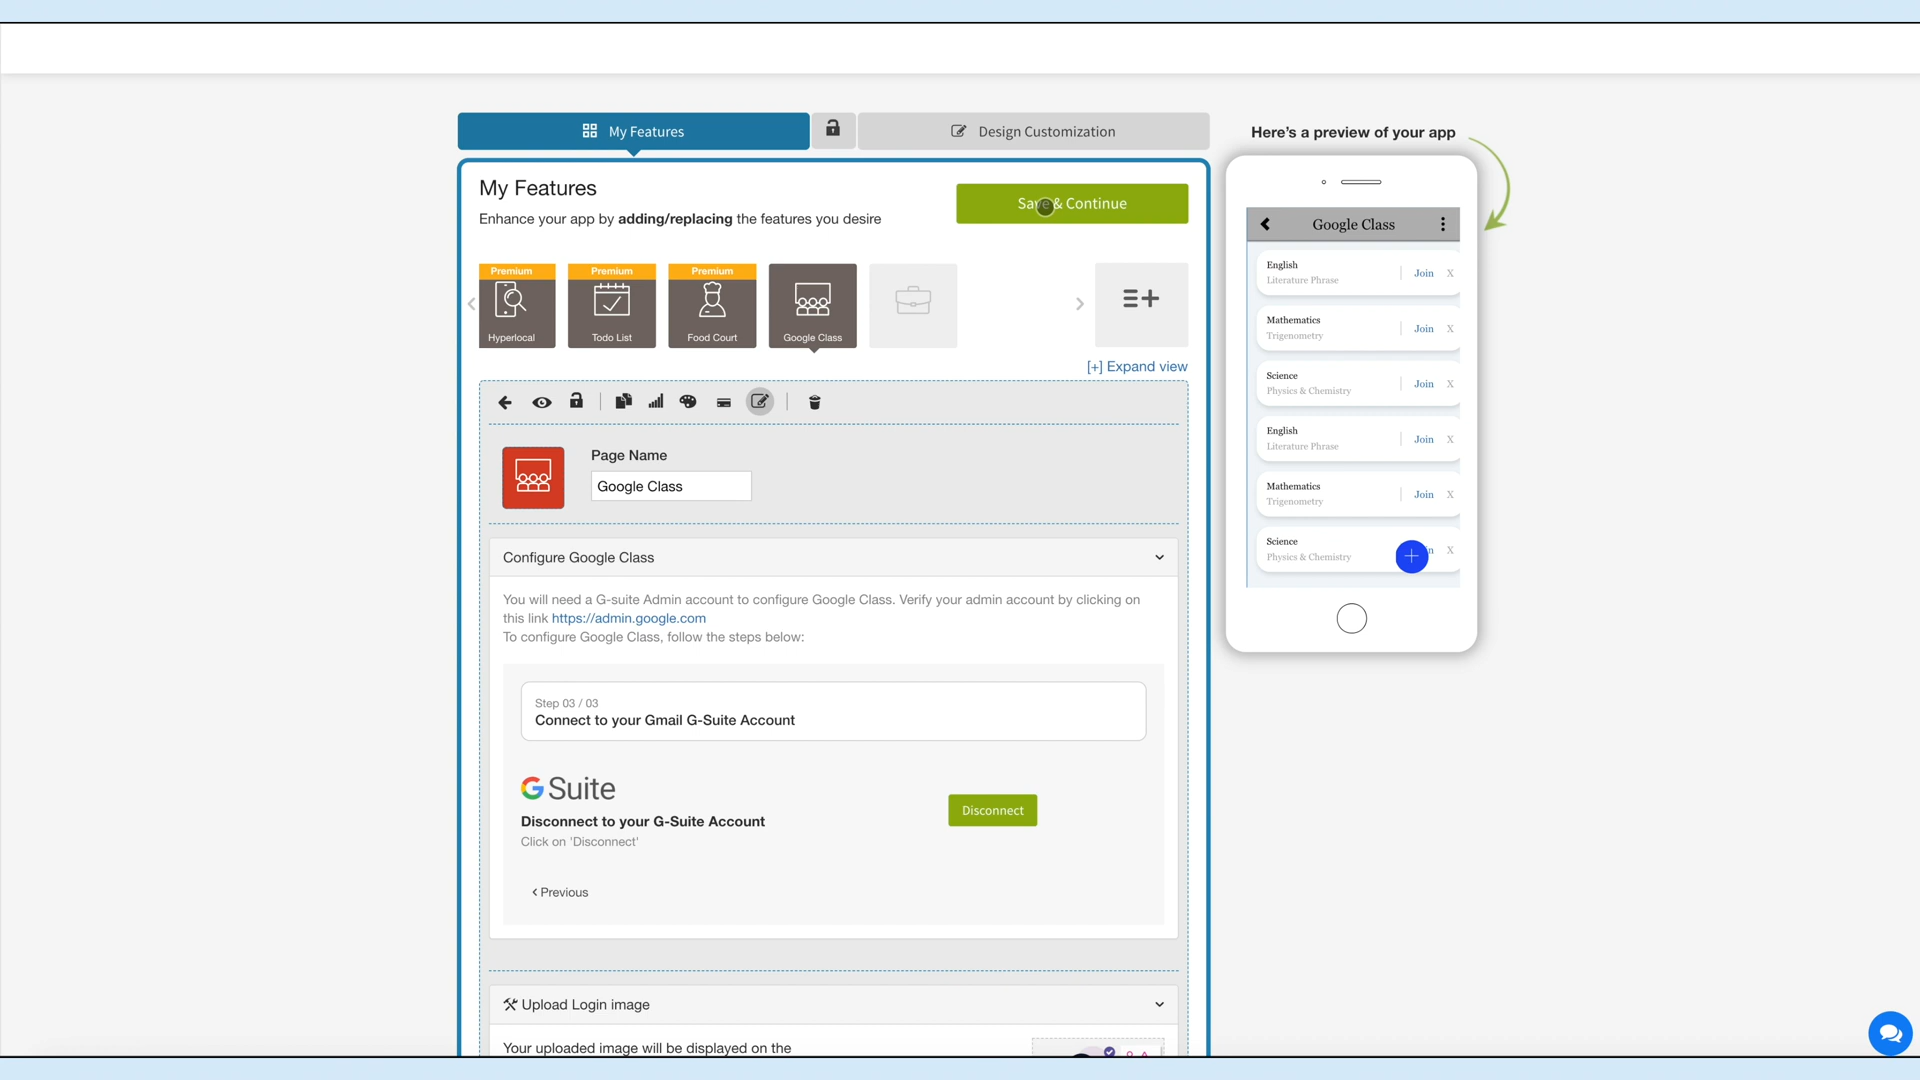 My Features
Design Customization
Here's a preview of your app
My Features
Save & Continue
Enhance your app by adding/replacing the features you desire
Premium
Premium
Premium
Hyperlocal
Todo List
Food Court
Google Class
[+] Expand view
Page Name
Google Class
Configure Google Class
You will need a G-suite Admin account to configure Google Class. Verify your admin account by clicking on
this link https://admin.google.com
To configure Google Class, follow the steps below:
Step 03 / 03
Connect to your Gmail G-Suite Account
G Suite
Disconnect to your G-Suite Account
Click on 'Disconnect'
Disconnect
Previous
Upload Login image
Your uploaded image will be displayed on the
Google Class
English
Literature Phrase
Join X
Mathematics
Trigenometry
Join X
Science
Physics & Chemistry
Join X
English
Literature Phrase
Join X
Mathematics
Trigenometry
Join X
Science
Physics & Chemistry
X